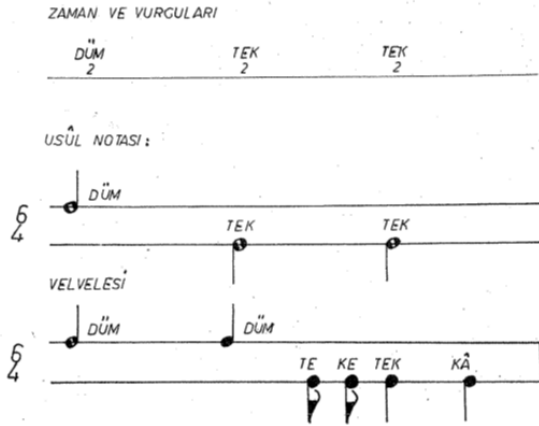 ZAMAN VE VURGULARI
DÜM TEK TEK
2 2 2
USÛL NOTASI:
DÜM
6
4
TEK TEK
VELVELESİ
DÜM DÜM
6
4
TE KE TEK KÂ